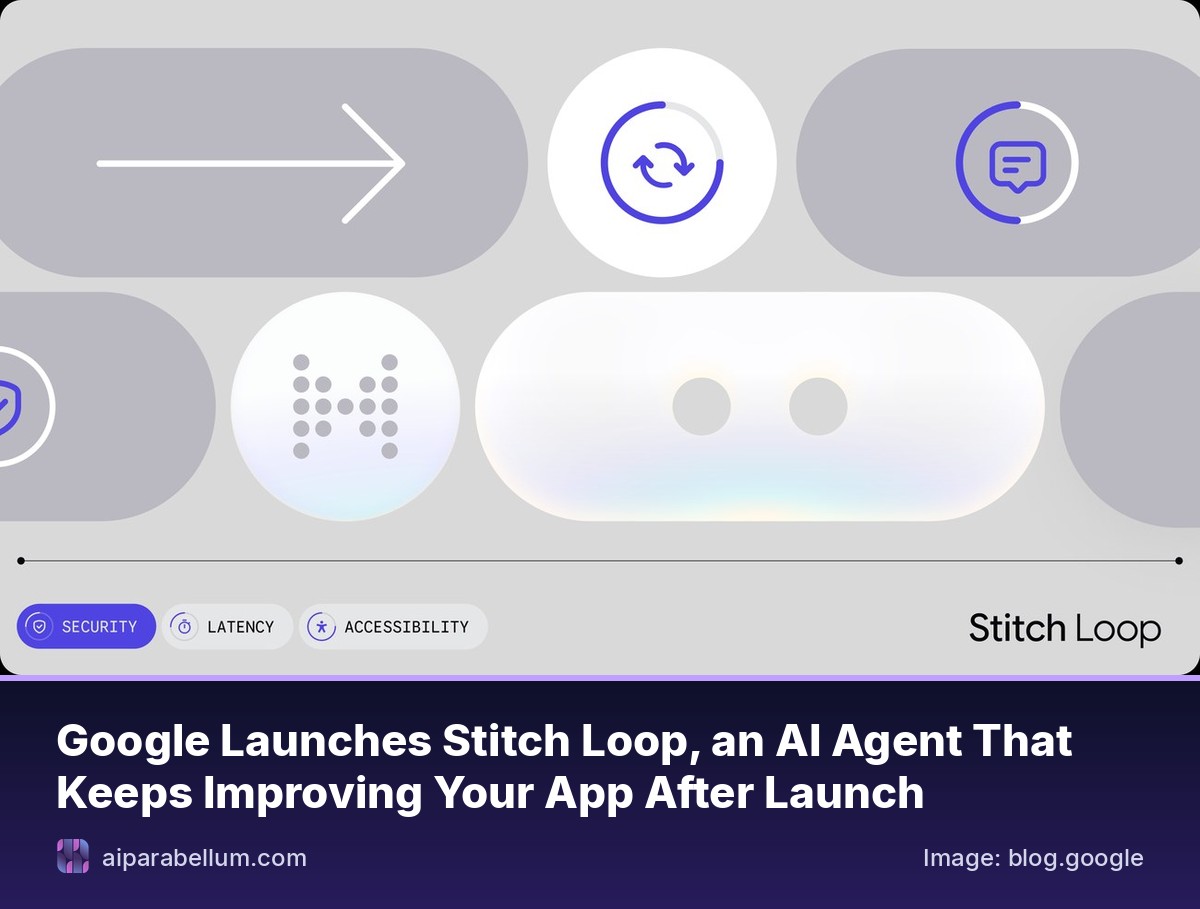 SECURITY
LATENCY
ACCESSIBILITY
Stitch Loop
Google Launches Stitch Loop, an AI Agent That
Keeps Improving Your App After Launch
aiparabellum.com
Image: blog.google